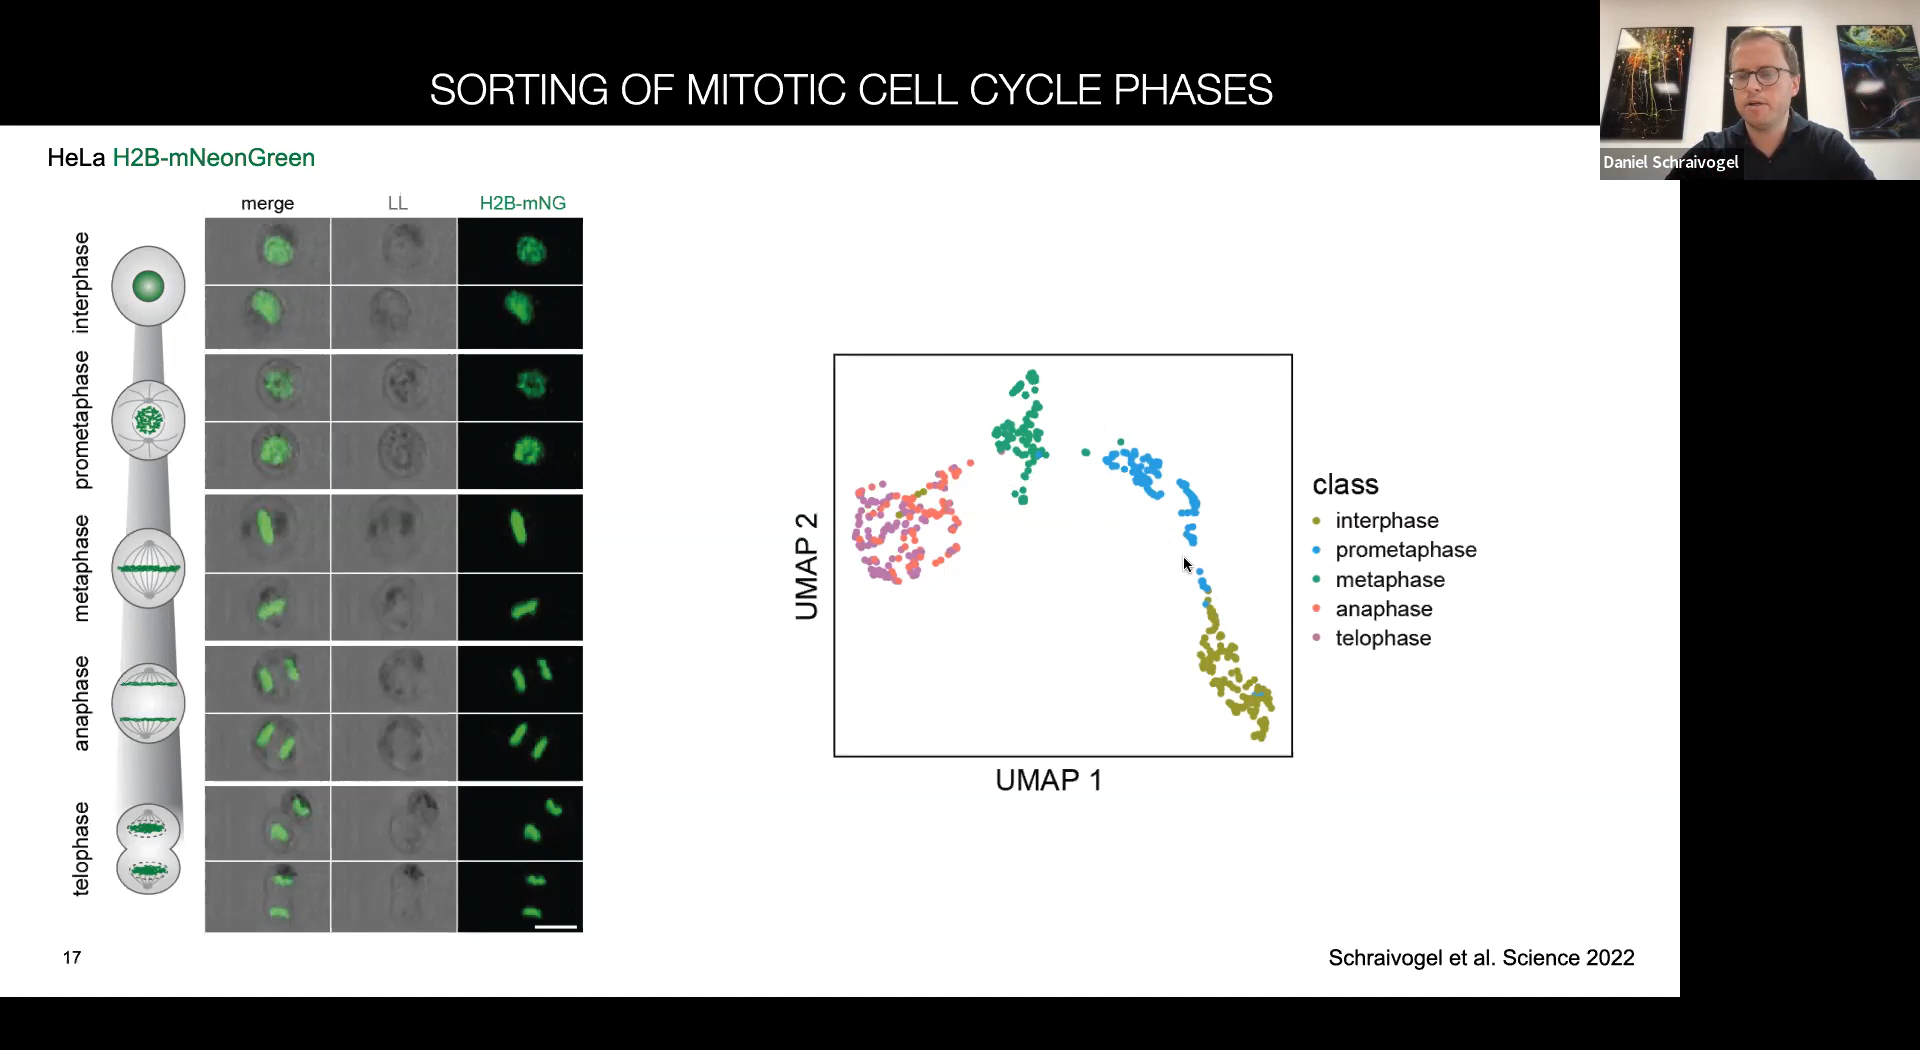 SORTING OF MITOTIC CELL CYCLE PHASES
Daniel Schraivogel
HeLa H2B-mNeonGreen
merge LL H2B-mNG
interphase
prometaphase
metaphase
anaphase
telophase
UMAP 2
UMAP 1
class
interphase
prometaphase
metaphase
anaphase
telophase
17
Schraivogel et al. Science 2022